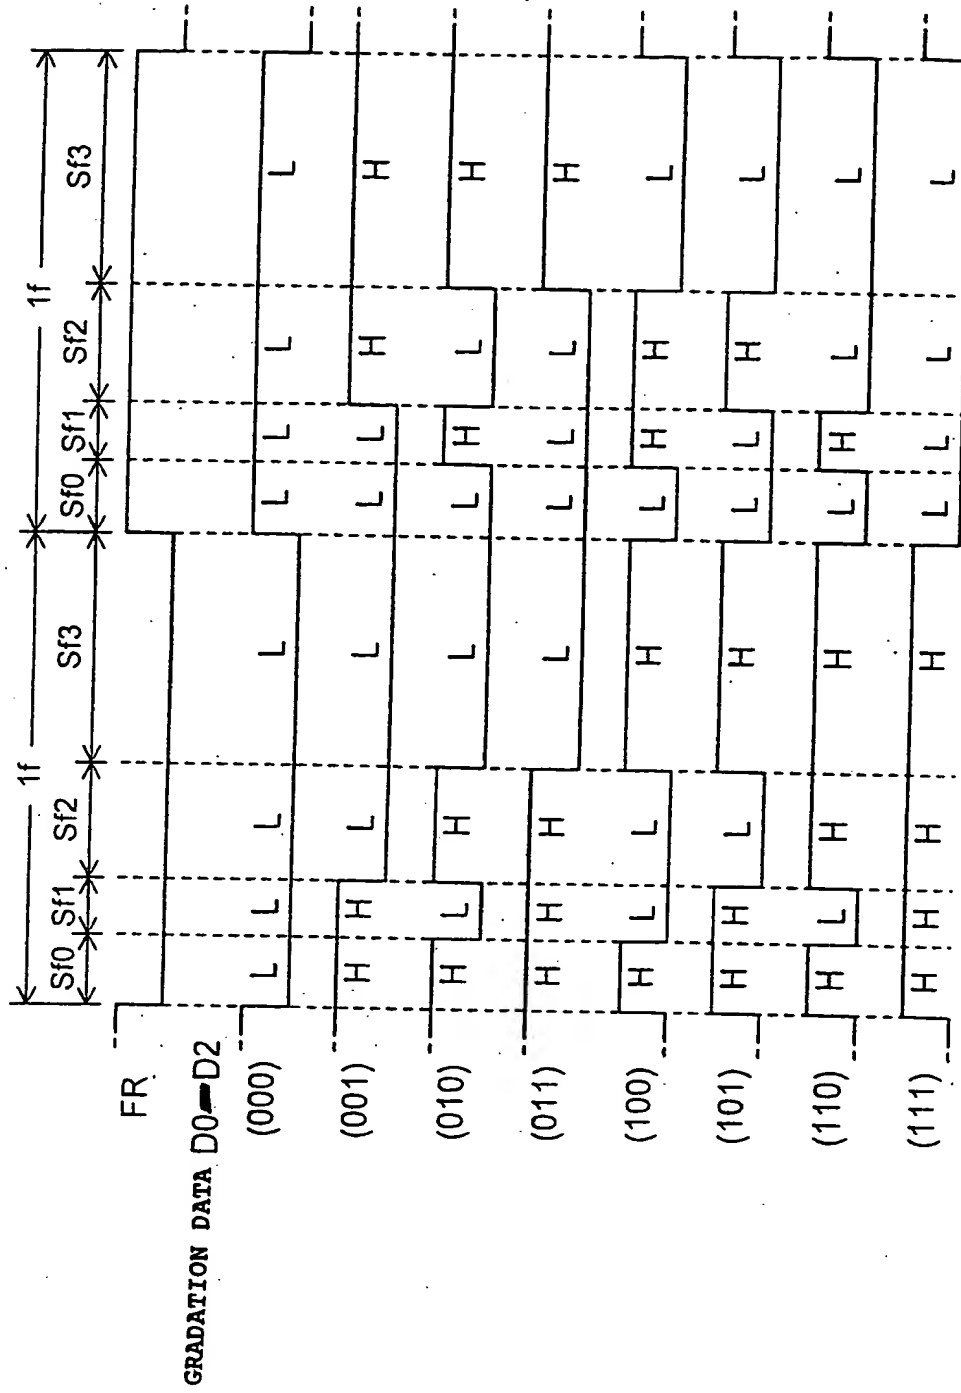 1f 1f
Sf0 Sf1 Sf2 Sf3 Sf0 Sf1 Sf2 Sf3
FR
GRADATION DATA D0–D2
(000) L L L L L L L L
(001) H H L L L L H H
(010) H L H L L H L H
(011) H H H L L L L H
(100) H L L H L H H L
(101) H H L H L L H L
(110) H L H H L H L L
(111) H H H H L L L L